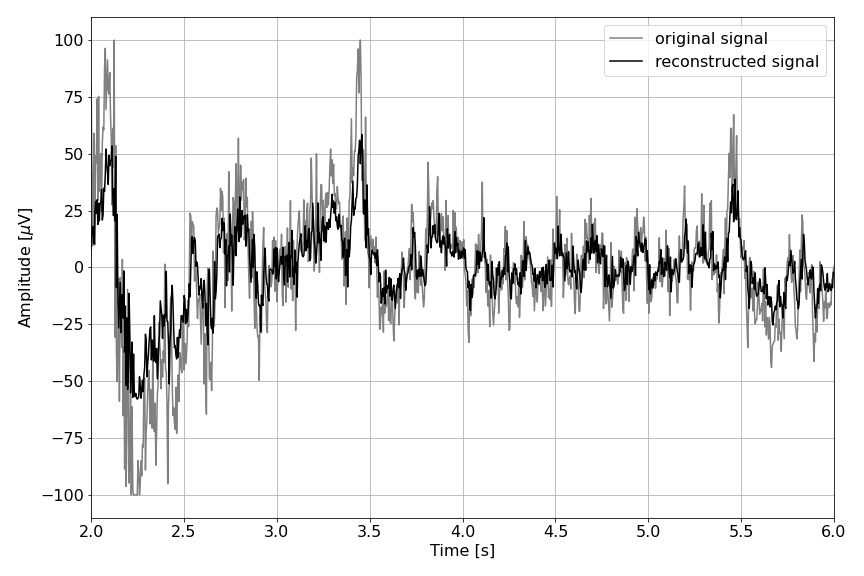 original signal
reconstructed signal
100
75
50
25
0
−25
−50
−75
−100
Amplitude [μV]
2.0 2.5 3.0 3.5 4.0 4.5 5.0 5.5 6.0
Time [s]